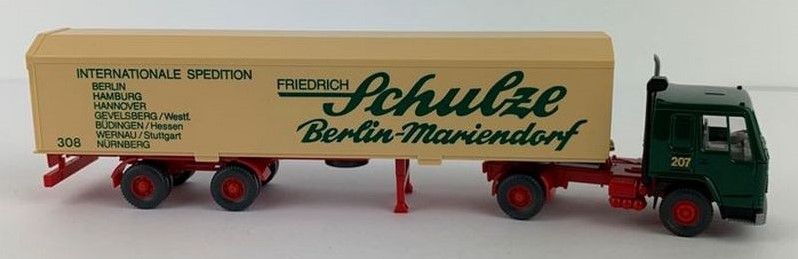 INTERNATIONALE SPEDITION
BERLIN
HAMBURG
HANNOVER
GEVELSBERG/Westf.
BÜDINGEN/Hessen
WERNAU/Stuttgart
NÜRNBERG
308
FRIEDRICH
Schulze
Berlin-Mariendorf
207